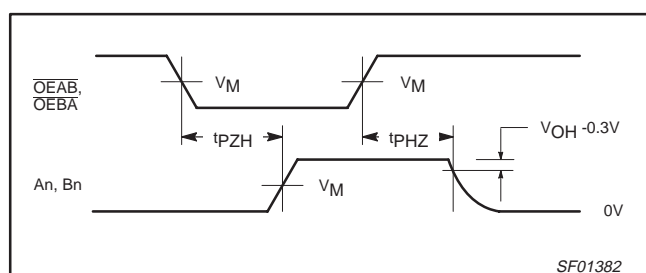 OEAB,
OEBA
VM
VM
tPZH
tPHZ
VOH -0.3V
An, Bn
VM
0V
SF01382